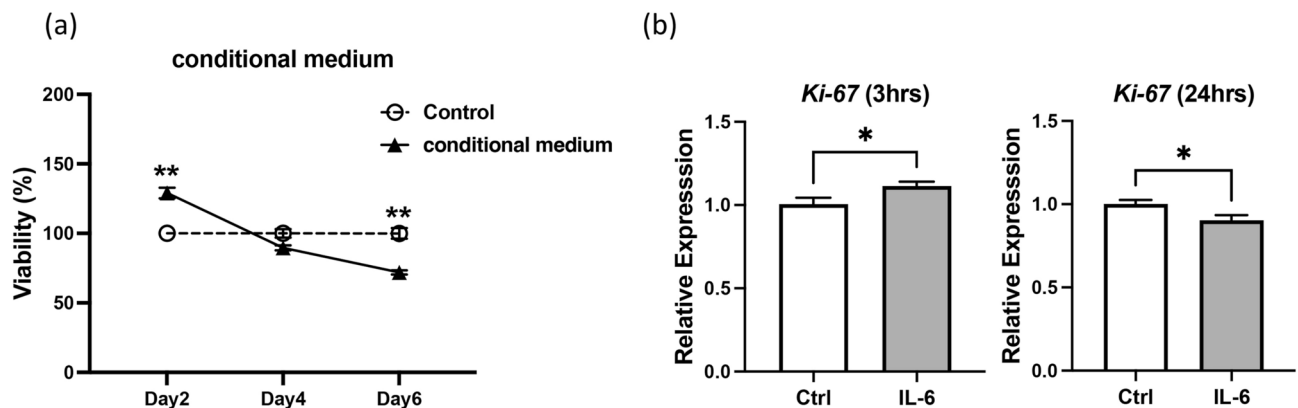 (a)
conditional medium
200
150
100
50
0
Viability (%)
Control
conditional medium
**
**
Day2 Day4 Day6
(b)
Ki-67 (3hrs)
Relative Expresssion
1.5
1.0
0.5
0.0
*
Ctrl IL-6
Ki-67 (24hrs)
Relative Expresssion
1.5
1.0
0.5
0.0
*
Ctrl IL-6